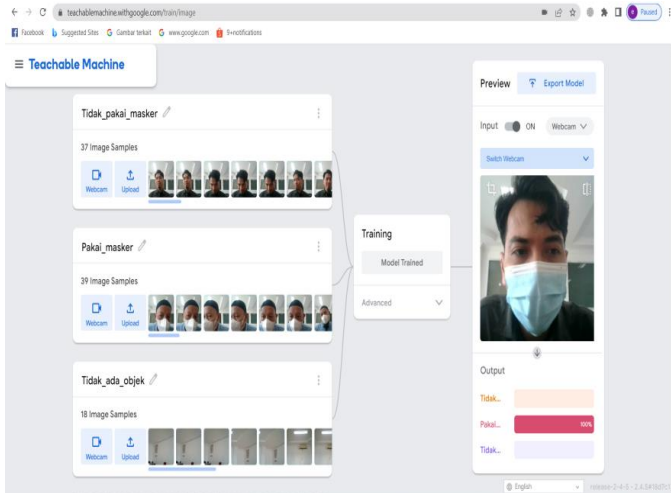 teachablemachine.withgoogle.com/train/image
Paused
Facebook
Suggested Sites
Gambar terkait
www.google.com
9+notifications
Teachable Machine
Tidak_pakai_masker
37 Image Samples
Webcam
Upload
Pakai_masker
39 Image Samples
Webcam
Upload
Tidak_ada_objek
18 Image Samples
Webcam
Upload
Training
Model Trained
Advanced
Preview
Export Model
Input ON Webcam
Switch Webcam
Output
Tidak...
Pakai... 100%
Tidak...
English